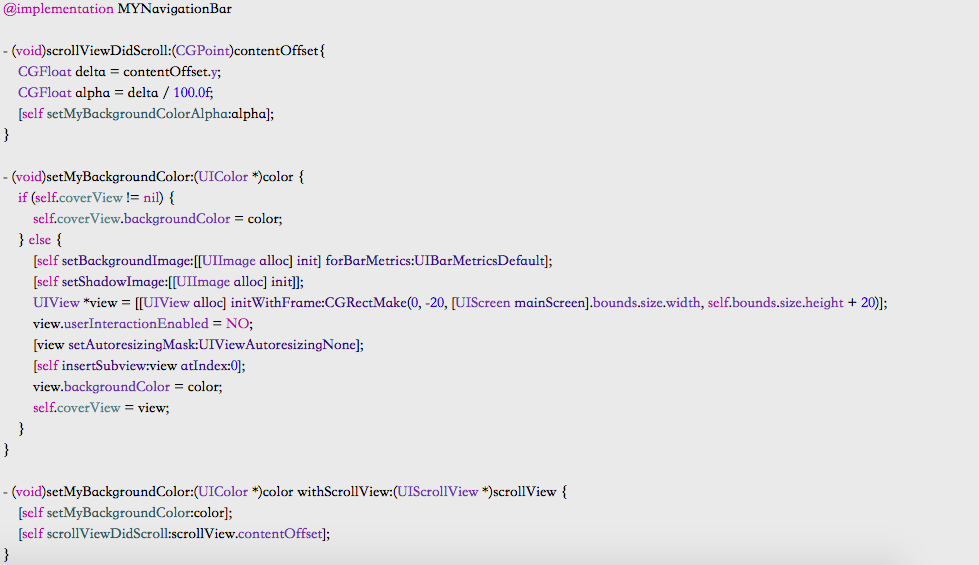 @implementation MYNavigationBar
- (void)scrollViewDidScroll:(CGPoint)contentOffset{
CGFloat delta = contentOffset.y;
CGFloat alpha = delta / 100.0f;
[self setMyBackgroundColorAlpha:alpha];
}
- (void)setMyBackgroundColor:(UIColor *)color {
if (self.coverView != nil) {
self.coverView.backgroundColor = color;
} else {
[self setBackgroundImage:[[UIImage alloc] init] forBarMetrics:UIBarMetricsDefault];
[self setShadowImage:[[UIImage alloc] init]];
UIView *view = [[UIView alloc] initWithFrame:CGRectMake(0, -20, [UIScreen mainScreen].bounds.size.width, self.bounds.size.height + 20)];
view.userInteractionEnabled = NO;
[view setAutoresizingMask:UIViewAutoresizingNone];
[self insertSubview:view atIndex:0];
view.backgroundColor = color;
self.coverView = view;
}
}
- (void)setMyBackgroundColor:(UIColor *)color withScrollView:(UIScrollView *)scrollView {
[self setMyBackgroundColor:color];
[self scrollViewDidScroll:scrollView.contentOffset];
}